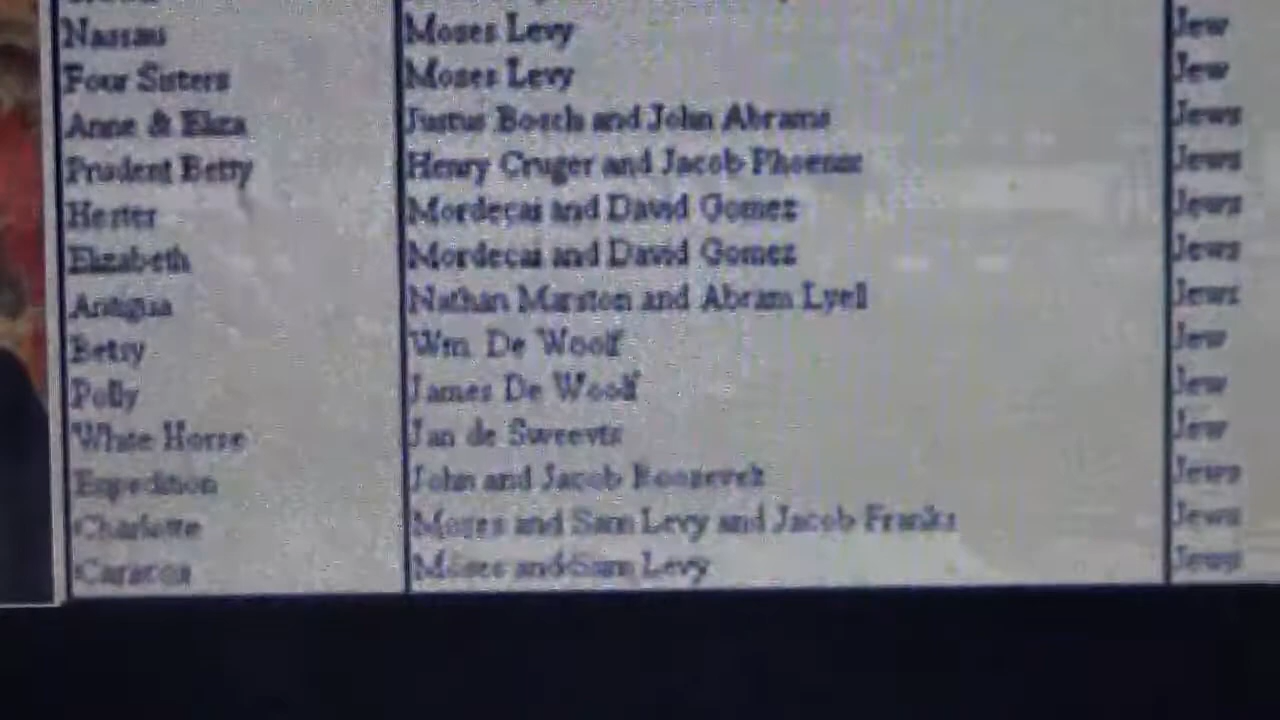 Nassau Moses Levy Jew
Four Sisters Moses Levy Jew
Anne & Eliza Justus Bosch and John Abrams Jews
Prudent Betty Henry Cruger and Jacob Phoenix Jews
Hester Mordecai and David Gomez Jews
Elizabeth Mordecai and David Gomez Jews
Antigua Nathan Marston and Abram Lyell Jews
Betsy Wm. De Woolf Jew
Polly James De Woolf Jew
White Horse Jan de Sweevts Jew
Expedition John and Jacob Roosevelt Jews
Charlotte Moses and Sam Levy and Jacob Franks Jews
Caracoa Moses and Sam Levy Jews